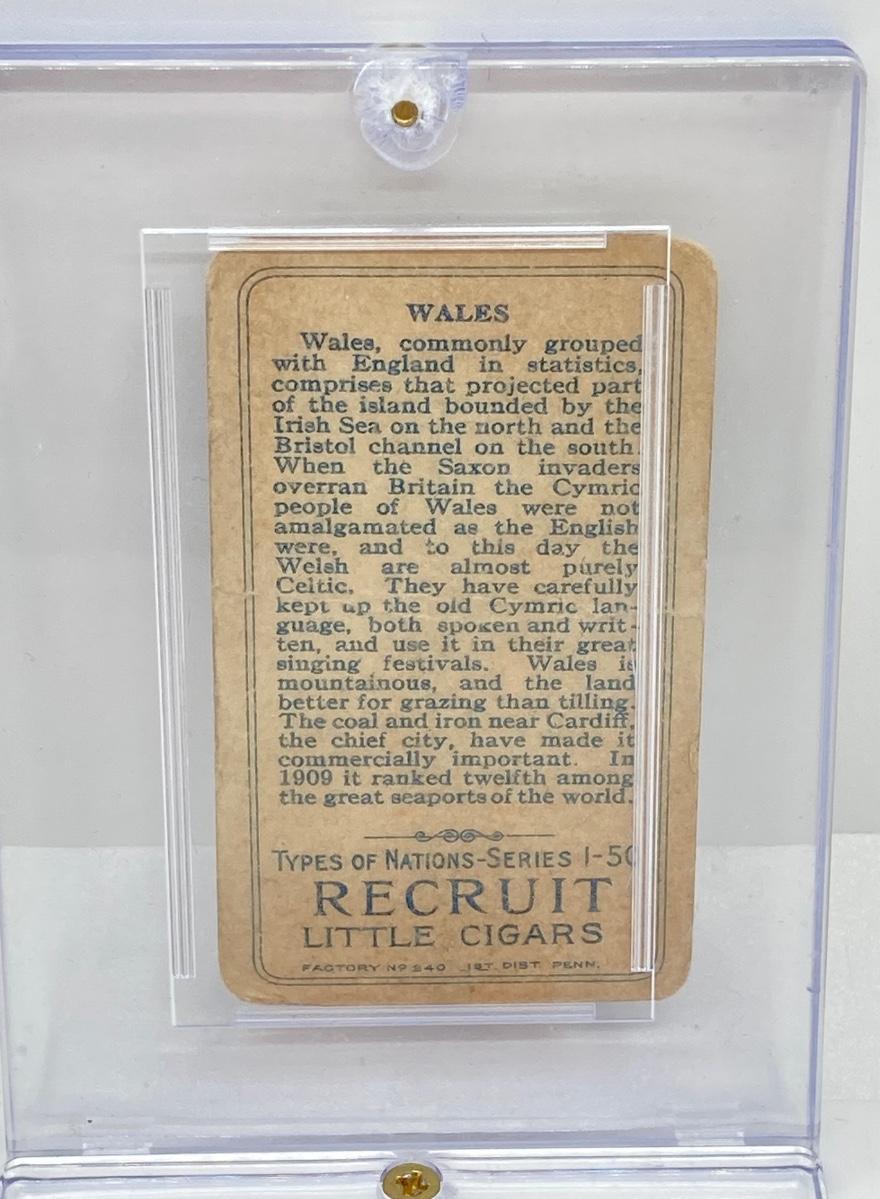 WALES
Wales, commonly grouped
with England in statistics,
comprises that projected part
of the island bounded by the
Irish Sea on the north and the
Bristol channel on the south.
When the Saxon invaders
overran Britain the Cymric
people of Wales were not
amalgamated as the English
were, and to this day the
Welsh are almost purely
Celtic. They have carefully
kept up the old Cymric lan-
guage, both spoken and writ-
ten, and use it in their great
singing festivals. Wales is
mountainous, and the land
better for grazing than tilling.
The coal and iron near Cardiff,
the chief city, have made it
commercially important. In
1909 it ranked twelfth among
the great seaports of the world.
TYPES OF NATIONS-SERIES 1-50
RECRUIT
LITTLE CIGARS
FACTORY Nº 240 1ST. DIST. PENN.